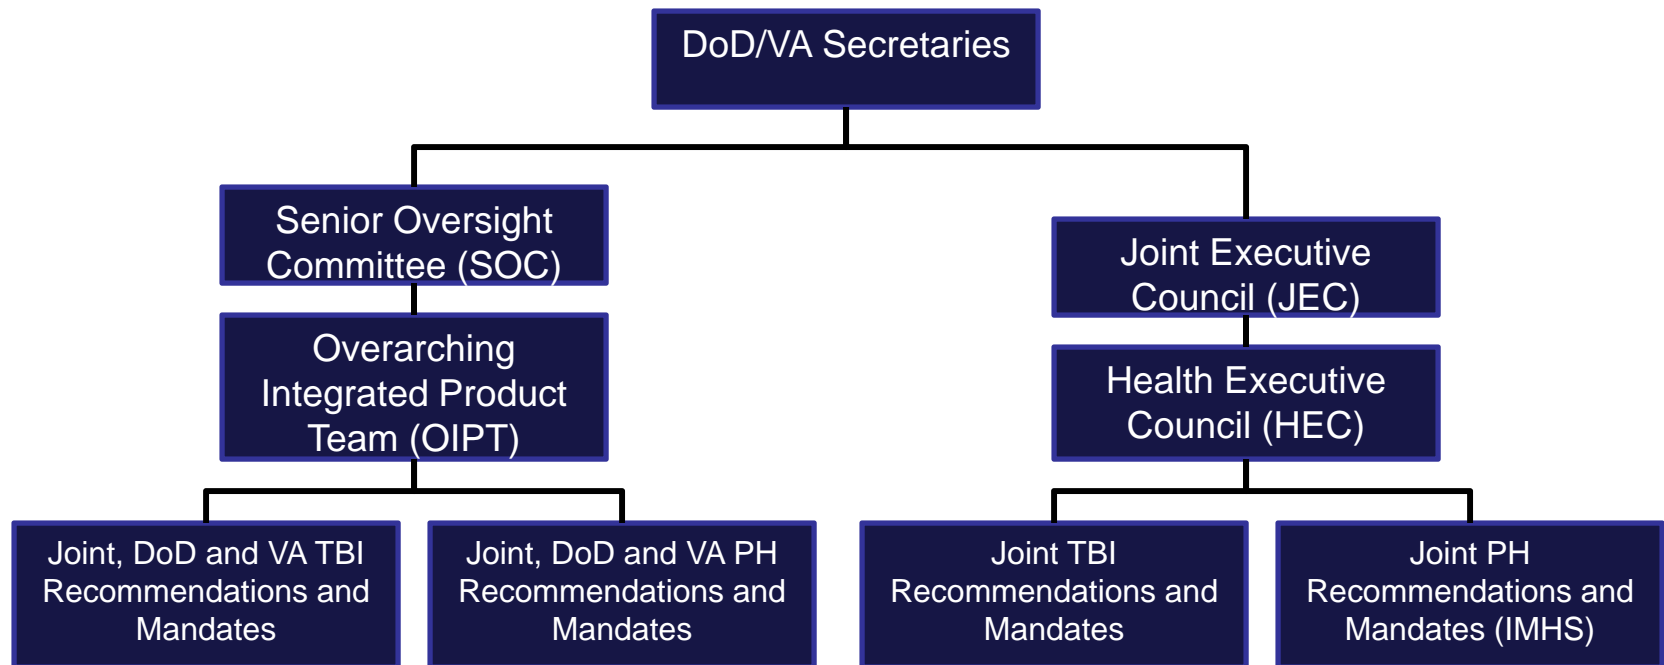 DoD/VA Secretaries
Senior Oversight
Committee (SOC)
Joint Executive
Council (JEC)
Overarching
Integrated Product
Team (OIPT)
Health Executive
Council (HEC)
Joint, DoD and VA TBI
Recommendations and
Mandates
Joint, DoD and VA PH
Recommendations and
Mandates
Joint TBI
Recommendations and
Mandates
Joint PH
Recommendations and
Mandates (IMHS)